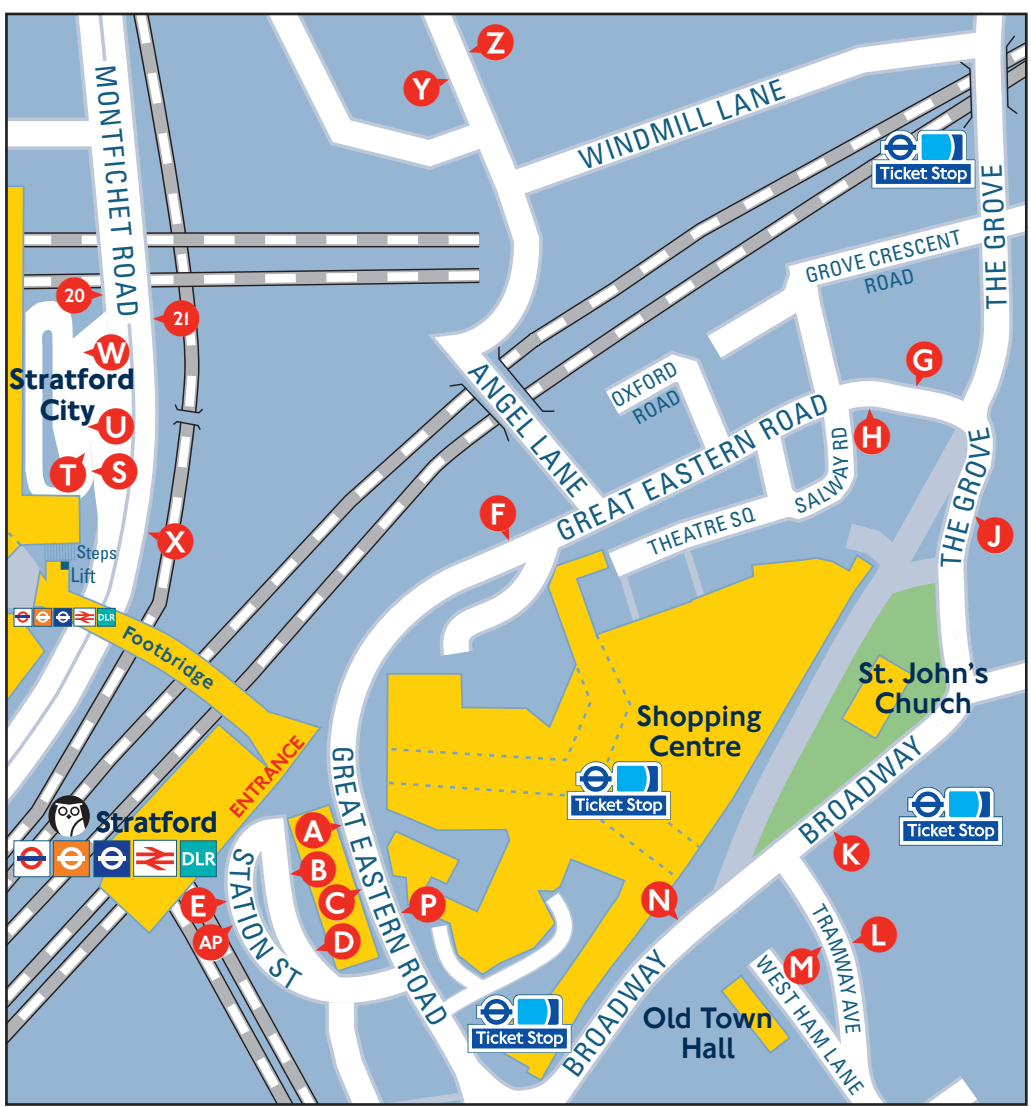 Z
Y
MONTFICHET ROAD
WINDMILL LANE
Ticket Stop
THE GROVE
GROVE CRESCENT
ROAD
20
21
W
Stratford
City
U
T
S
X
ANGEL LANE
OXFORD
ROAD
G
H
GREAT EASTERN ROAD
SALWAY RD
THEATRE SQ
THE GROVE
F
J
Steps
Lift
DLR
Footbridge
St. John's
Church
Shopping
Centre
Ticket Stop
ENTRANCE
Stratford
DLR
GREAT EASTERN ROAD
BROADWAY
Ticket Stop
A
B
C
D
E
AP
STATION ST
P
N
K
L
M
TRAMWAY AVE
WEST HAM LANE
Old Town
Hall
BROADWAY
Ticket Stop